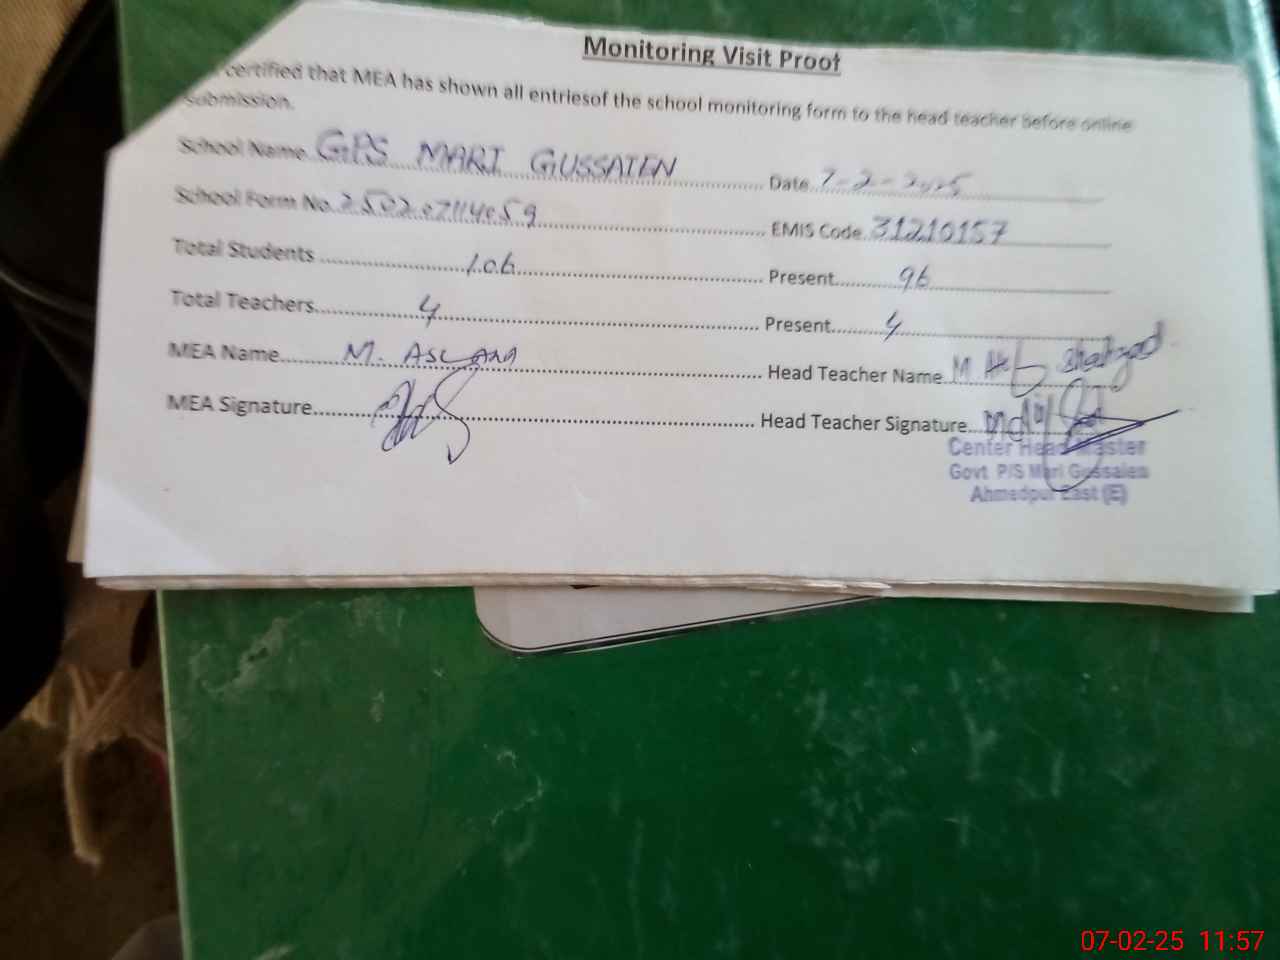 Monitoring Visit Proof
certified that MEA has shown all entriesof the school monitoring form to the head teacher before online
submission.
School Name GPS MARI GUSSAIEN Date 7-2-2025
School Form No. EMIS Code 31210157
Total Students 106 Present 96
Total Teachers 4 Present 4
MEA Name M. Head Teacher Name M Shahzad
MEA Signature Head Teacher Signature
Center Head Master
Govt P/S Mari Gussaien
Ahmedpur East (E)
07-02-25 11:57